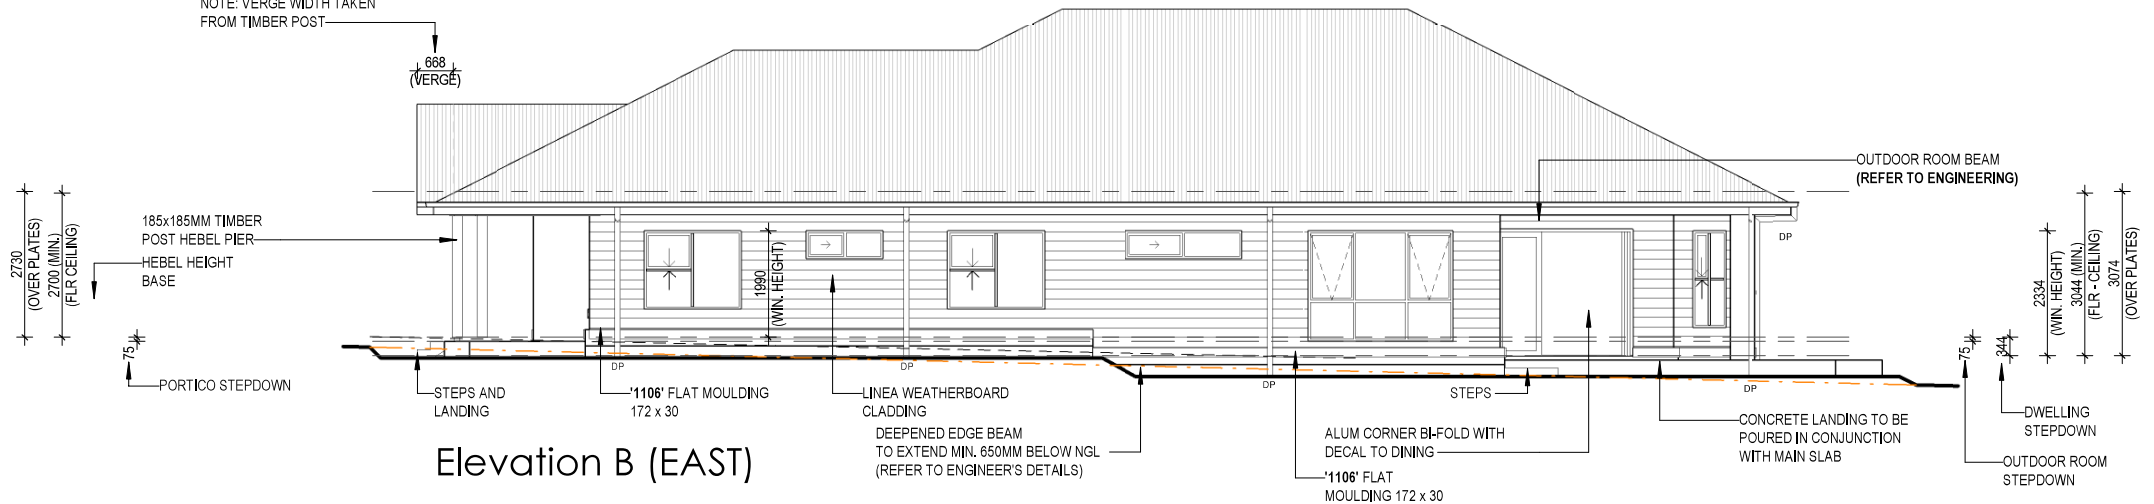 NOTE: VERGE WIDTH TAKEN
FROM TIMBER POST
668
(VERGE)
OUTDOOR ROOM BEAM
(REFER TO ENGINEERING)
2730
(OVER PLATES)
2700 (MIN.)
(FLR CEILING)
185x185MM TIMBER
POST HEBEL PIER
HEBEL HEIGHT
BASE
75
PORTICO STEPDOWN
1990
(WIN. HEIGHT)
DP
2334
(WIN. HEIGHT)
3044 (MIN.)
(FLR - CEILING)
3074
(OVER PLATES)
75
344
DP
DP
DP
DP
STEPS AND
LANDING
'1106' FLAT MOULDING
172 x 30
LINEA WEATHERBOARD
CLADDING
DEEPENED EDGE BEAM
TO EXTEND MIN. 650MM BELOW NGL
(REFER TO ENGINEER'S DETAILS)
STEPS
ALUM CORNER BI-FOLD WITH
DECAL TO DINING
'1106' FLAT
MOULDING 172 x 30
CONCRETE LANDING TO BE
POURED IN CONJUNCTION
WITH MAIN SLAB
DWELLING
STEPDOWN
OUTDOOR ROOM
STEPDOWN
Elevation B (EAST)